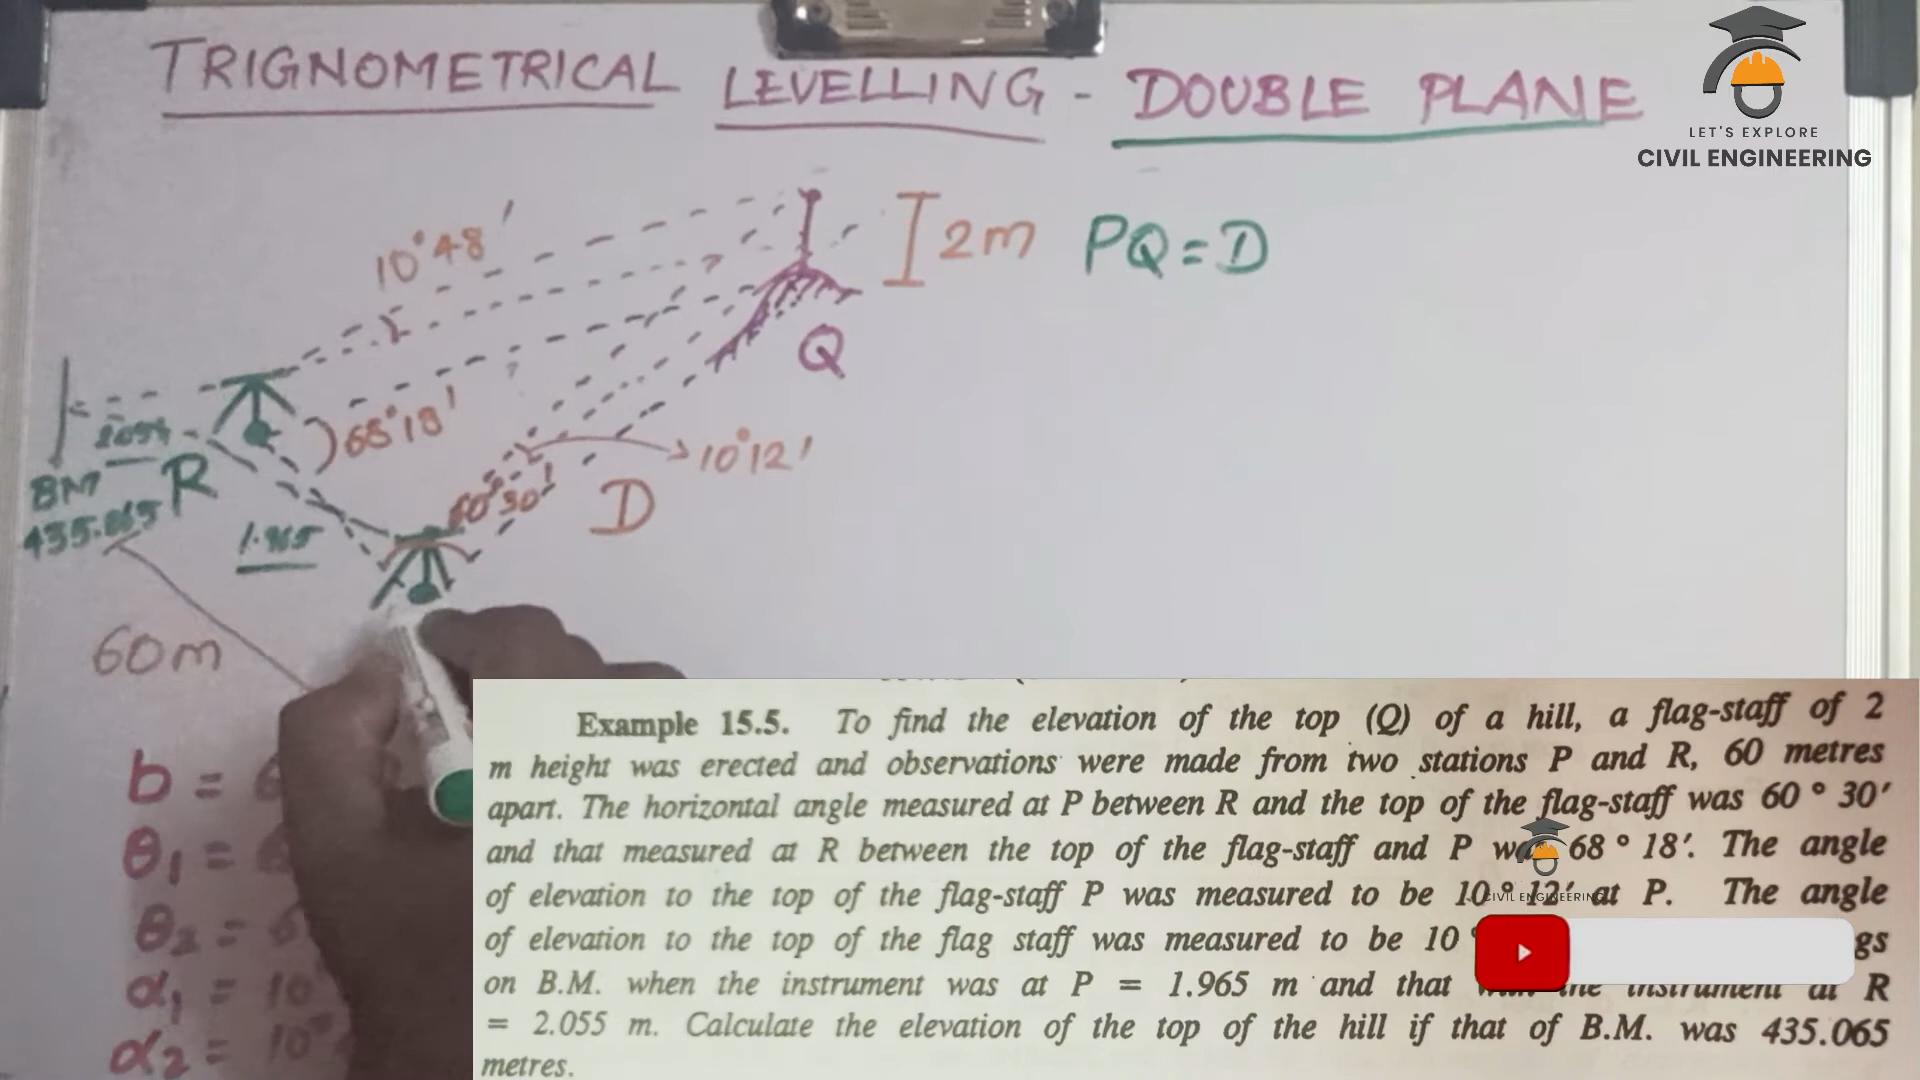 TRIGNOMETRICAL LEVELLING - DOUBLE PLANE
LET'S EXPLORE
CIVIL ENGINEERING
10°48'
2m
PQ=D
Q
68°18'
BM
435.065
R
1.965
60°30'
10°12'
D
60m
b =
θ1 =
θ2 =
α1 = 10
α2 = 10°
Example 15.5. To find the elevation of the top (Q) of a hill, a flag-staff of 2
m height was erected and observations were made from two stations P and R, 60 metres
apart. The horizontal angle measured at P between R and the top of the flag-staff was 60 ° 30′
and that measured at R between the top of the flag-staff and P 68 ° 18′. The angle
of elevation to the top of the flag-staff P was measured to be 10 ° 12′ at P. The angle
of elevation to the top of the flag staff was measured to be 10 °
on B.M. when the instrument was at P = 1.965 m and that instrument at R
= 2.055 m. Calculate the elevation of the top of the hill if that of B.M. was 435.065
metres.
CIVIL ENGINEERING